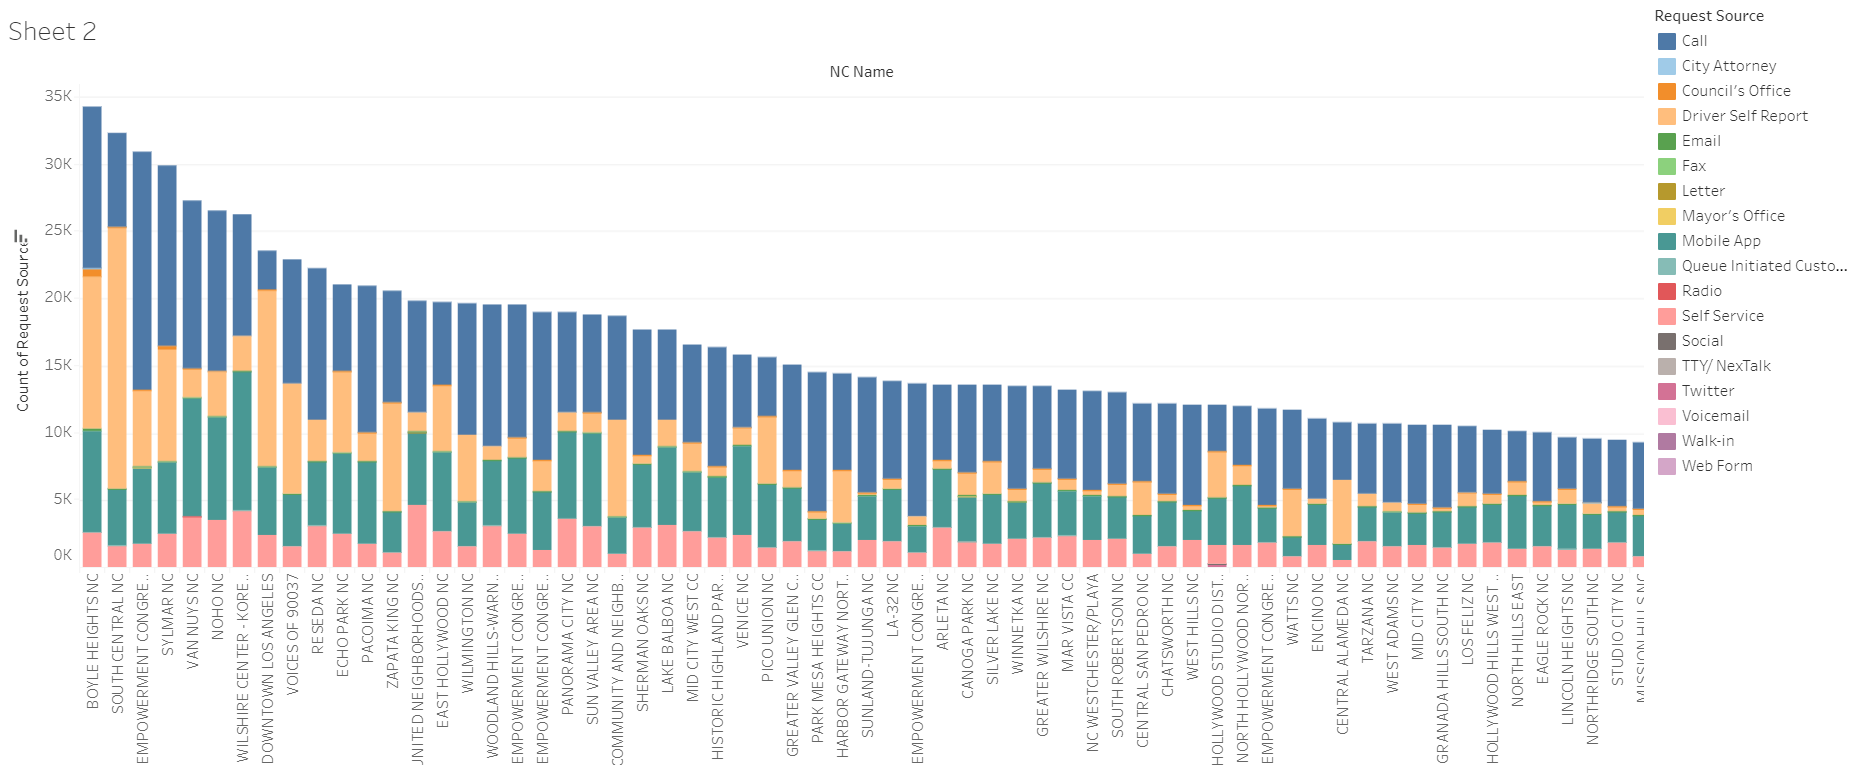 Sheet 2
NC Name
Count of Request Source
35K
30K
25K
20K
15K
10K
5K
0K
BOYLE HEIGHTS NC
SOUTH CENTRAL NC
EMPOWERMENT CONGRE..
SYLMAR NC
VAN NUYS NC
NOHO NC
WILSHIRE CENTER - KORE..
DOWNTOWN LOS ANGELES
VOICES OF 90037
RESEDA NC
ECHO PARK NC
PACOIMA NC
ZAPATA KING NC
UNITED NEIGHBORHOODS..
EAST HOLLYWOOD NC
WILMINGTON NC
WOODLAND HILLS-WARN..
EMPOWERMENT CONGRE..
EMPOWERMENT CONGRE..
PANORAMA CITY NC
SUN VALLEY AREA NC
COMMUNITY AND NEIGHB..
SHERMAN OAKS NC
LAKE BALBOA NC
MID CITY WEST CC
HISTORIC HIGHLAND PAR..
VENICE NC
PICO UNION NC
GREATER VALLEY GLEN C..
PARK MESA HEIGHTS CC
HARBOR GATEWAY NORT..
SUNLAND-TUJUNGA NC
LA-32 NC
EMPOWERMENT CONGRE..
ARLETA NC
CANOGA PARK NC
SILVER LAKE NC
WINNETKA NC
GREATER WILSHIRE NC
MAR VISTA CC
NC WESTCHESTER/PLAYA
SOUTH ROBERTSON NC
CENTRAL SAN PEDRO NC
CHATSWORTH NC
WEST HILLS NC
HOLLYWOOD STUDIO DIST..
NORTH HOLLYWOOD NOR..
EMPOWERMENT CONGRE..
WATTS NC
ENCINO NC
CENTRAL ALAMEDA NC
TARZANA NC
WEST ADAMS NC
MID CITY NC
GRANADA HILLS SOUTH NC
LOS FELIZ NC
HOLLYWOOD HILLS WEST ..
NORTH HILLS EAST
EAGLE ROCK NC
LINCOLN HEIGHTS NC
NORTHRIDGE SOUTH NC
STUDIO CITY NC
MISSION HILLS NC
Request Source
Call
City Attorney
Council's Office
Driver Self Report
Email
Fax
Letter
Mayor's Office
Mobile App
Queue Initiated Custo...
Radio
Self Service
Social
TTY/ NexTalk
Twitter
Voicemail
Walk-in
Web Form